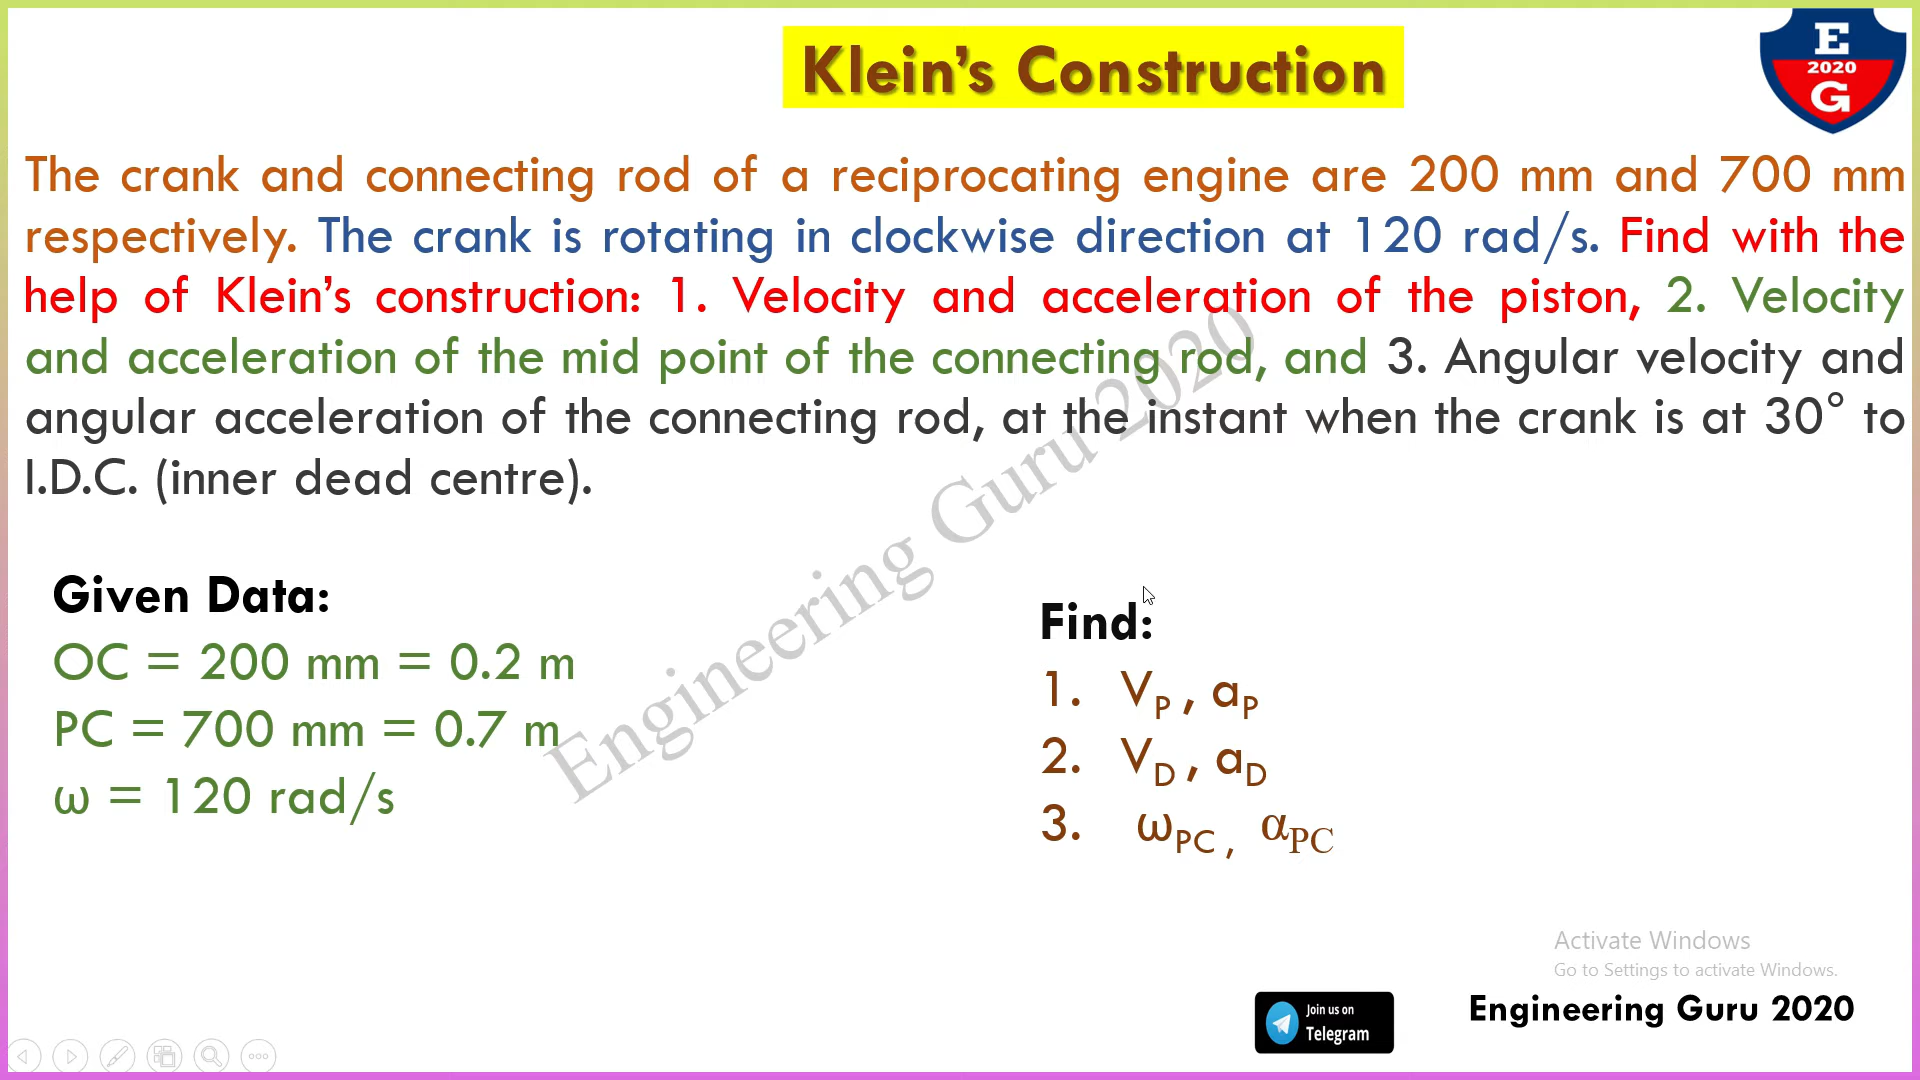 Klein's Construction
E
2020
G
The crank and connecting rod of a reciprocating engine are 200 mm and 700 mm
respectively. The crank is rotating in clockwise direction at 120 rad/s. Find with the
help of Klein's construction: 1. Velocity and acceleration of the piston, 2. Velocity
and acceleration of the mid point of the connecting rod, and 3. Angular velocity and
angular acceleration of the connecting rod, at the instant when the crank is at 30° to
I.D.C. (inner dead centre).
Engineering Guru 2020
Given Data:
OC = 200 mm = 0.2 m
PC = 700 mm = 0.7 m
ω = 120 rad/s
Find:
1. V_P , a_P
2. V_D , a_D
3. ω_PC , α_PC
Activate Windows
Go to Settings to activate Windows.
Join us on
Telegram
Engineering Guru 2020